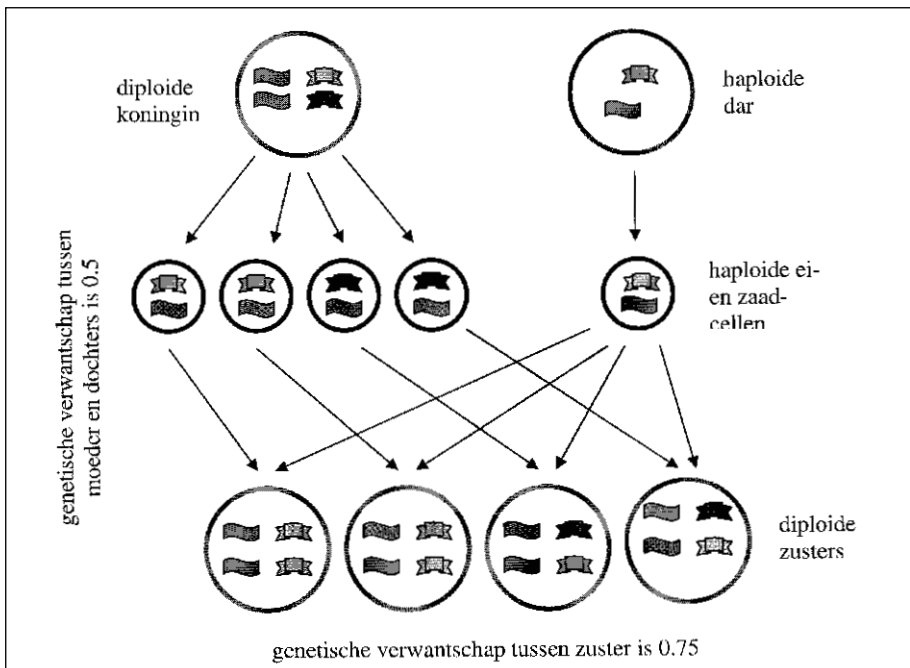 diploide
koningin
haploide
dar
genetische verwantschap tussen
moeder en dochters is 0.5
haploide ei-
en zaad-
cellen
diploide
zusters
genetische verwantschap tussen zuster is 0.75